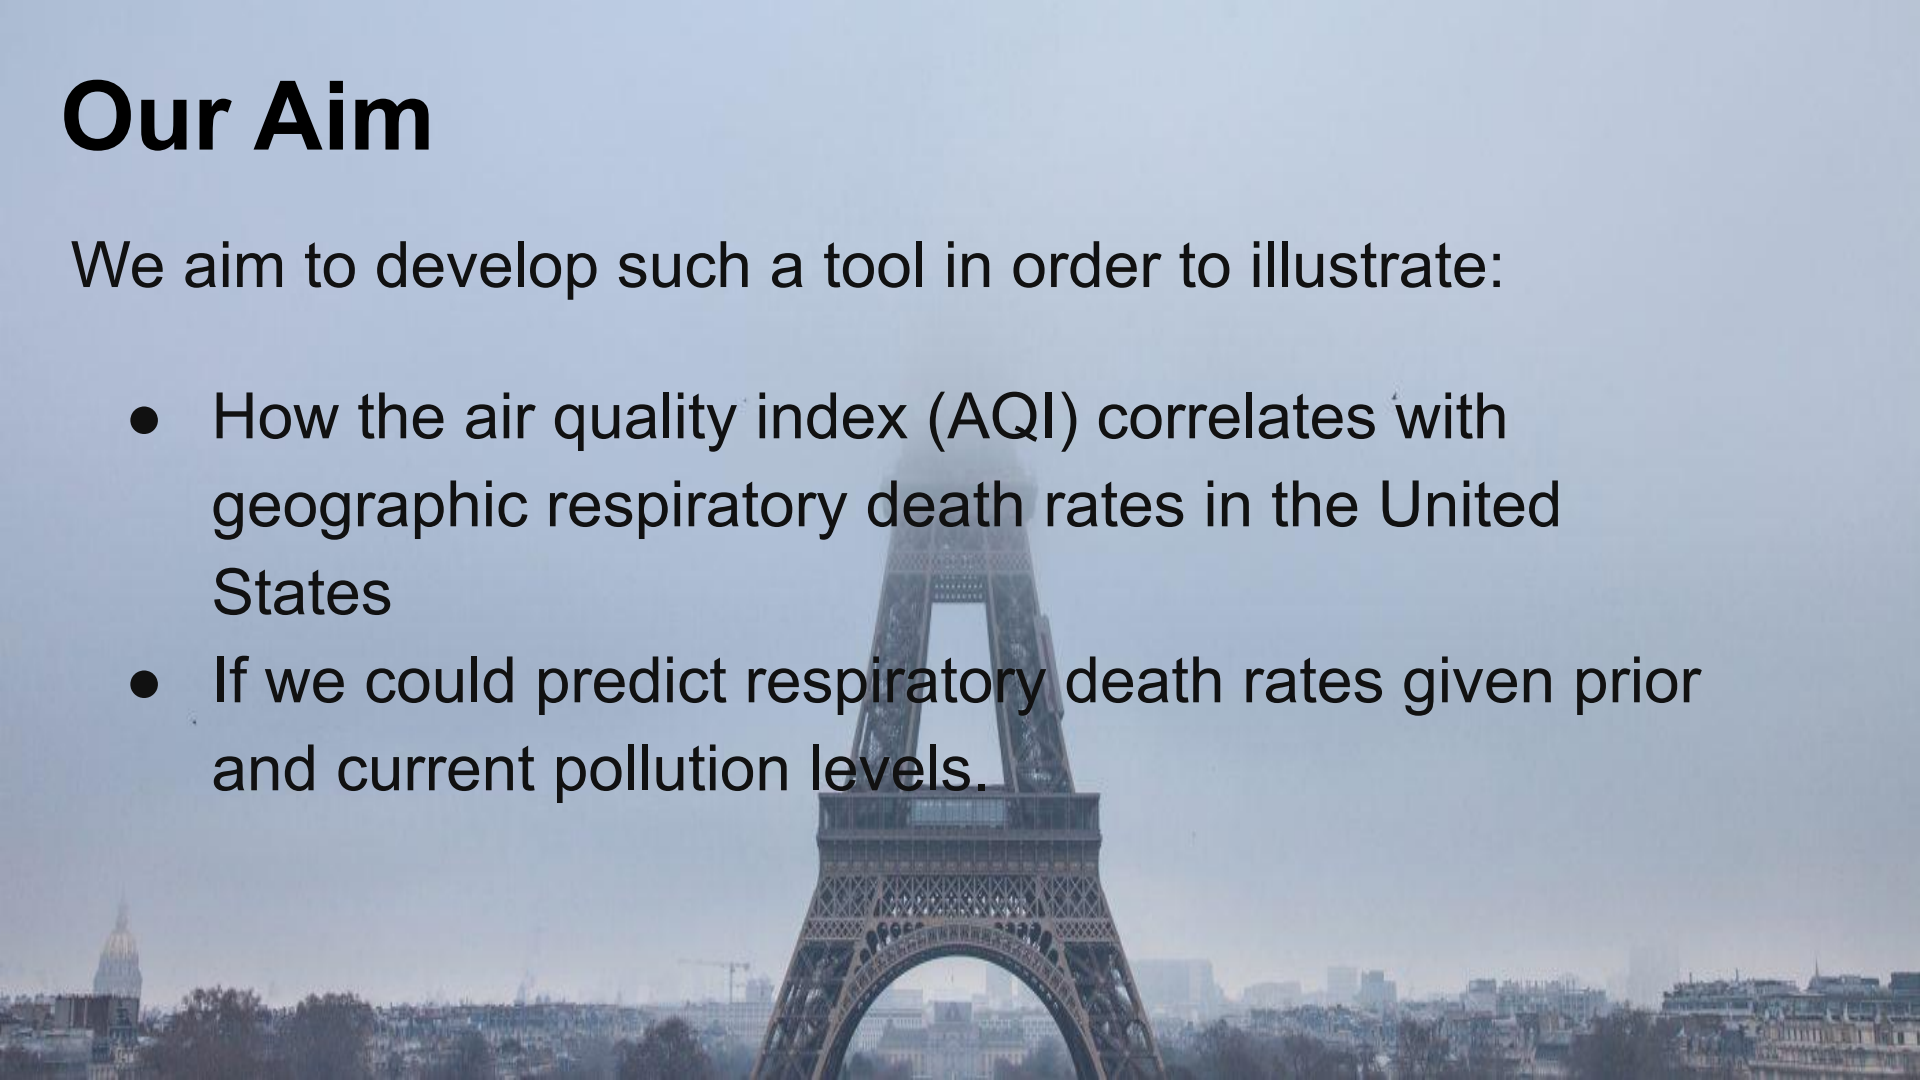 Our Aim
We aim to develop such a tool in order to illustrate:
● How the air quality index (AQI) correlates with
geographic respiratory death rates in the United
States
● If we could predict respiratory death rates given prior
and current pollution levels.